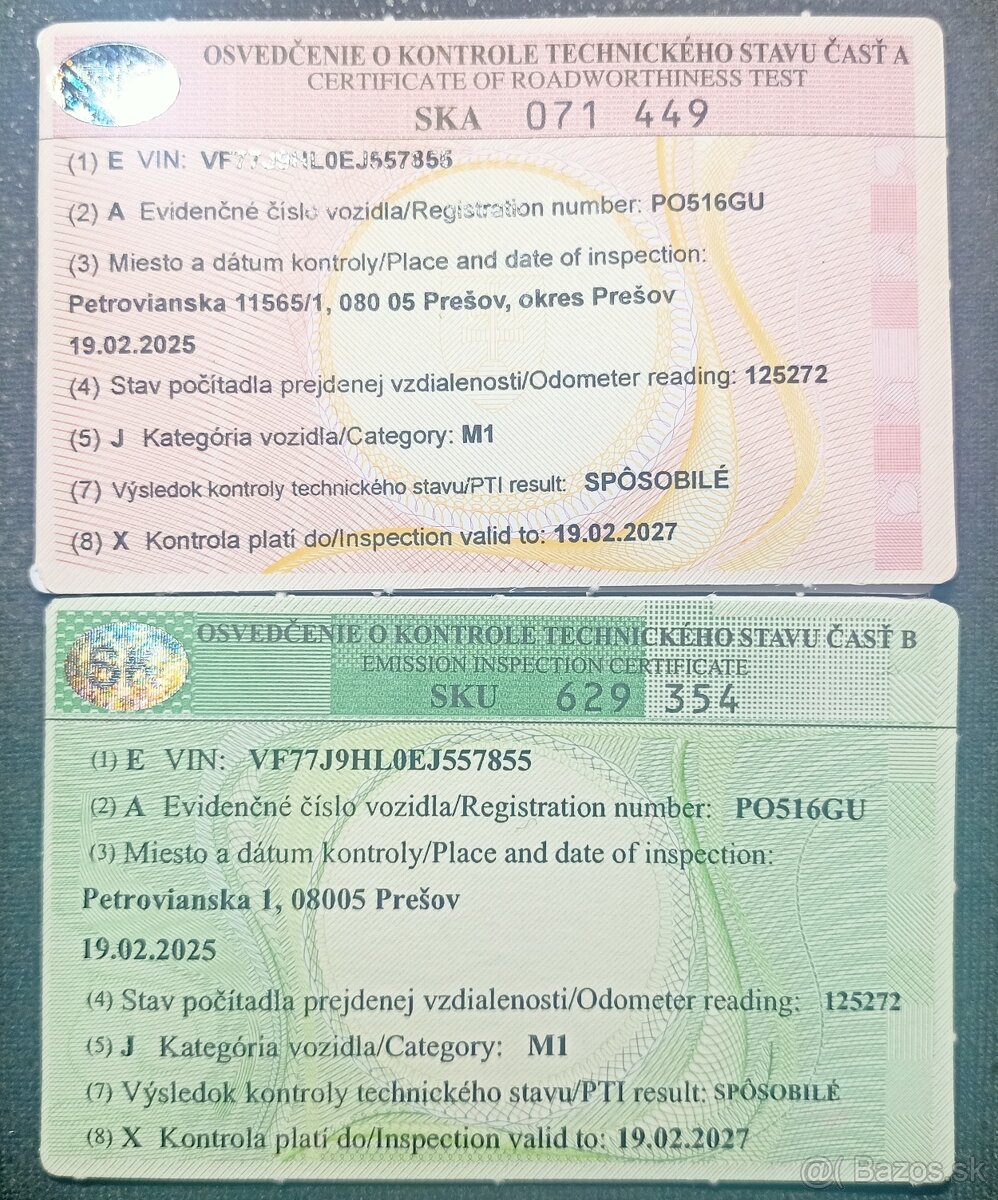 OSVEDČENIE O KONTROLE TECHNICKÉHO STAVU ČASŤ A
CERTIFICATE OF ROADWORTHINESS TEST
SKA 071 449
(1) E VIN: VF77J9HL0EJ557855
(2) A Evidenčné číslo vozidla/Registration number: PO516GU
(3) Miesto a dátum kontroly/Place and date of inspection:
Petrovianska 11565/1, 080 05 Prešov, okres Prešov
19.02.2025
(4) Stav počítadla prejdenej vzdialenosti/Odometer reading: 125272
(5) J Kategória vozidla/Category: M1
(7) Výsledok kontroly technického stavu/PTI result: SPÔSOBILÉ
(8) X Kontrola platí do/Inspection valid to: 19.02.2027
SK
OSVEDČENIE O KONTROLE TECHNICKÉHO STAVU ČASŤ B
EMISSION INSPECTION CERTIFICATE
SKU 629 354
(1) E VIN: VF77J9HL0EJ557855
(2) A Evidenčné číslo vozidla/Registration number: PO516GU
(3) Miesto a dátum kontroly/Place and date of inspection:
Petrovianska 1, 08005 Prešov
19.02.2025
(4) Stav počítadla prejdenej vzdialenosti/Odometer reading: 125272
(5) J Kategória vozidla/Category: M1
(7) Výsledok kontroly technického stavu/PTI result: SPÔSOBILÉ
(8) X Kontrola platí do/Inspection valid to: 19.02.2027
@( Bazos.sk